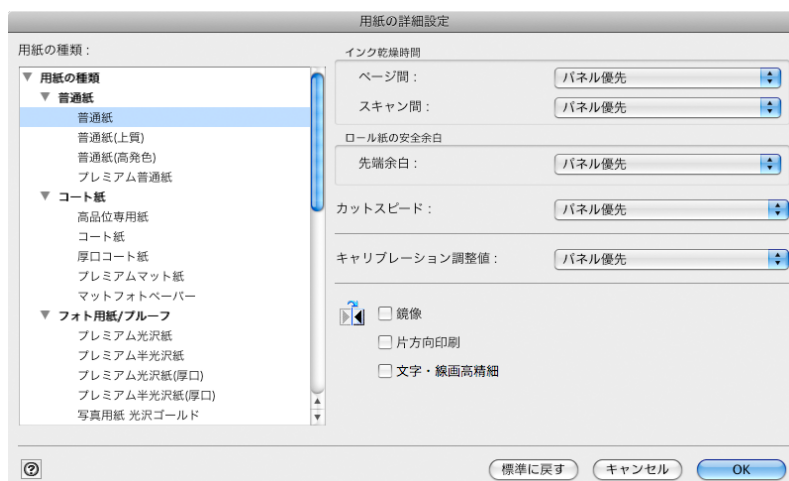 用紙の詳細設定
用紙の種類：
▼ 用紙の種類
▼ 普通紙
普通紙
普通紙(上質)
普通紙(高発色)
プレミアム普通紙
▼ コート紙
高品位専用紙
コート紙
厚口コート紙
プレミアムマット紙
マットフォトペーパー
▼ フォト用紙/プルーフ
プレミアム光沢紙
プレミアム半光沢紙
プレミアム光沢紙(厚口)
プレミアム半光沢紙(厚口)
写真用紙 光沢ゴールド
インク乾燥時間
ページ間： パネル優先
スキャン間： パネル優先
ロール紙の安全余白
先端余白： パネル優先
カットスピード： パネル優先
キャリブレーション調整値： パネル優先
鏡像
片方向印刷
文字・線画高精細
?
標準に戻す キャンセル OK